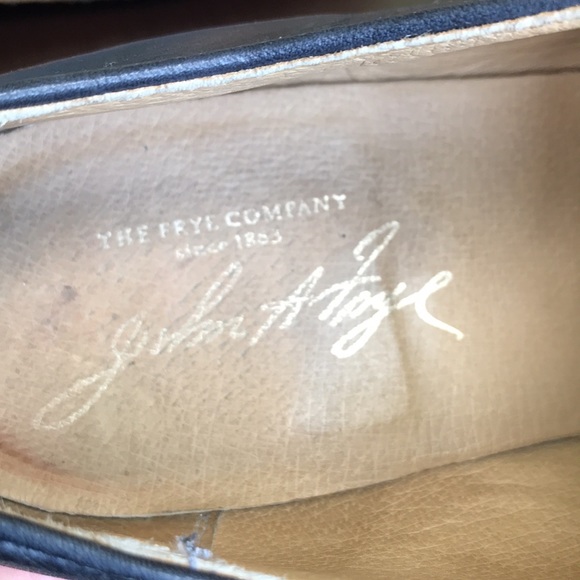 THE FRYE COMPANY
since 1863
John A Frye